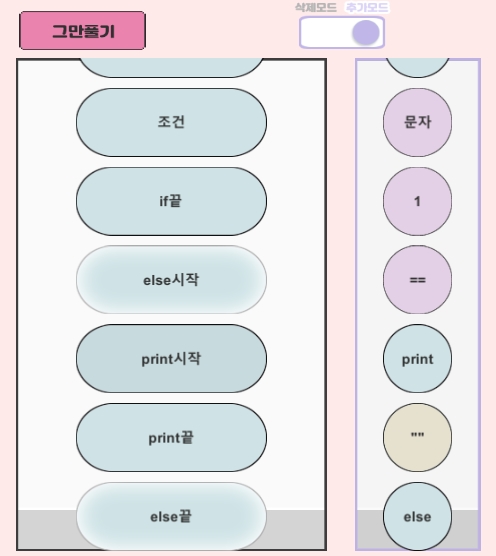 그만풀기
삭제모드 추가모드
조건
if끝
else시작
print시작
print끝
else끝
문자
1
==
print
""
else